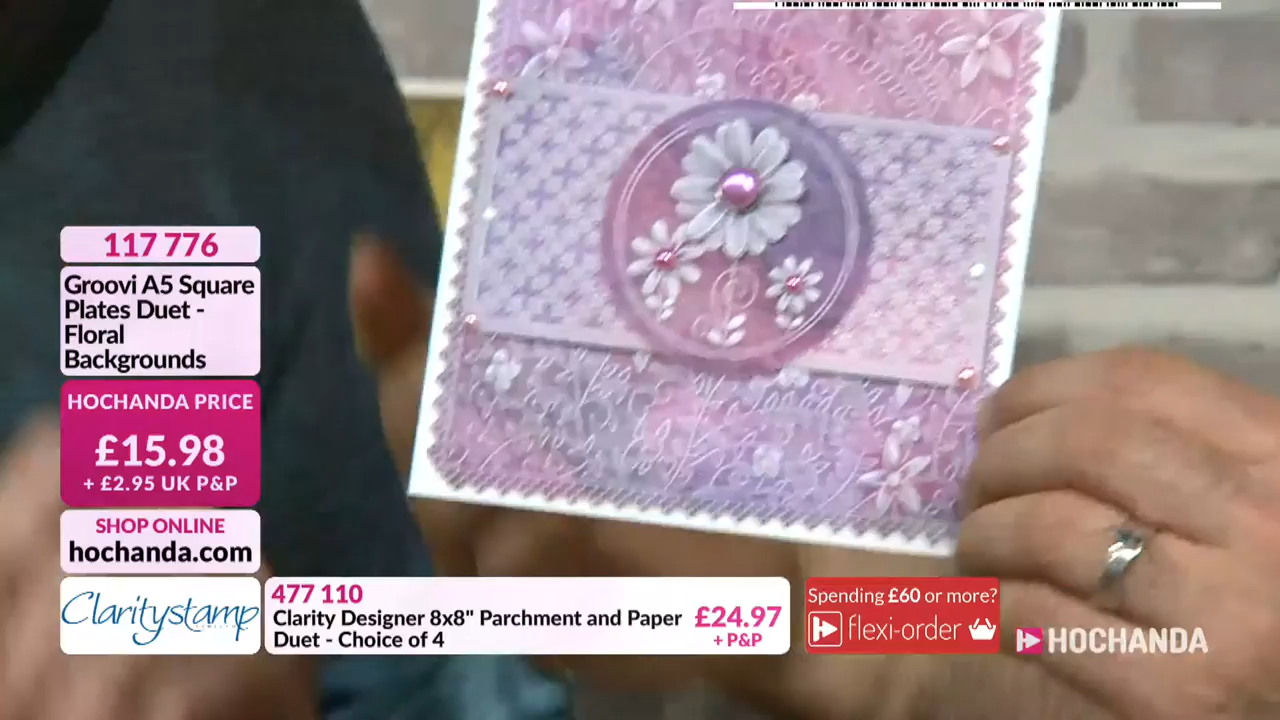 117 776
Groovi A5 Square
Plates Duet -
Floral
Backgrounds
HOCHANDA PRICE
£15.98
+ £2.95 UK P&P
SHOP ONLINE
hochanda.com
Claritystamp
477 110
Clarity Designer 8x8" Parchment and Paper
Duet - Choice of 4
£24.97
+ P&P
Spending £60 or more?
flexi-order
HOCHANDA